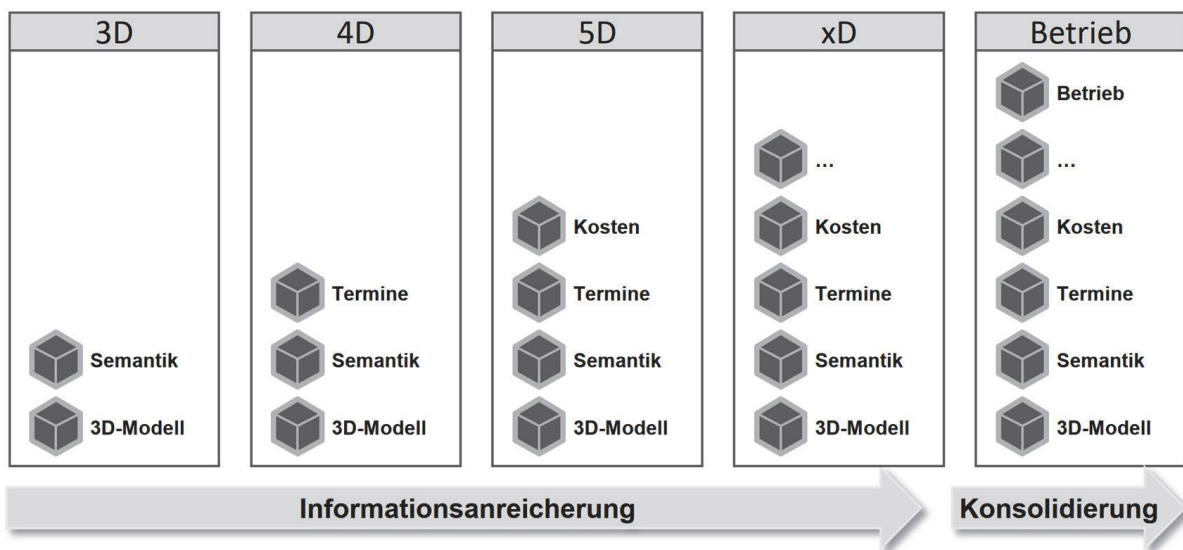 3D
Semantik
3D-Modell
4D
Termine
Semantik
3D-Modell
5D
Kosten
Termine
Semantik
3D-Modell
xD
...
Kosten
Termine
Semantik
3D-Modell
Betrieb
Betrieb
...
Kosten
Termine
Semantik
3D-Modell
Informationsanreicherung
Konsolidierung